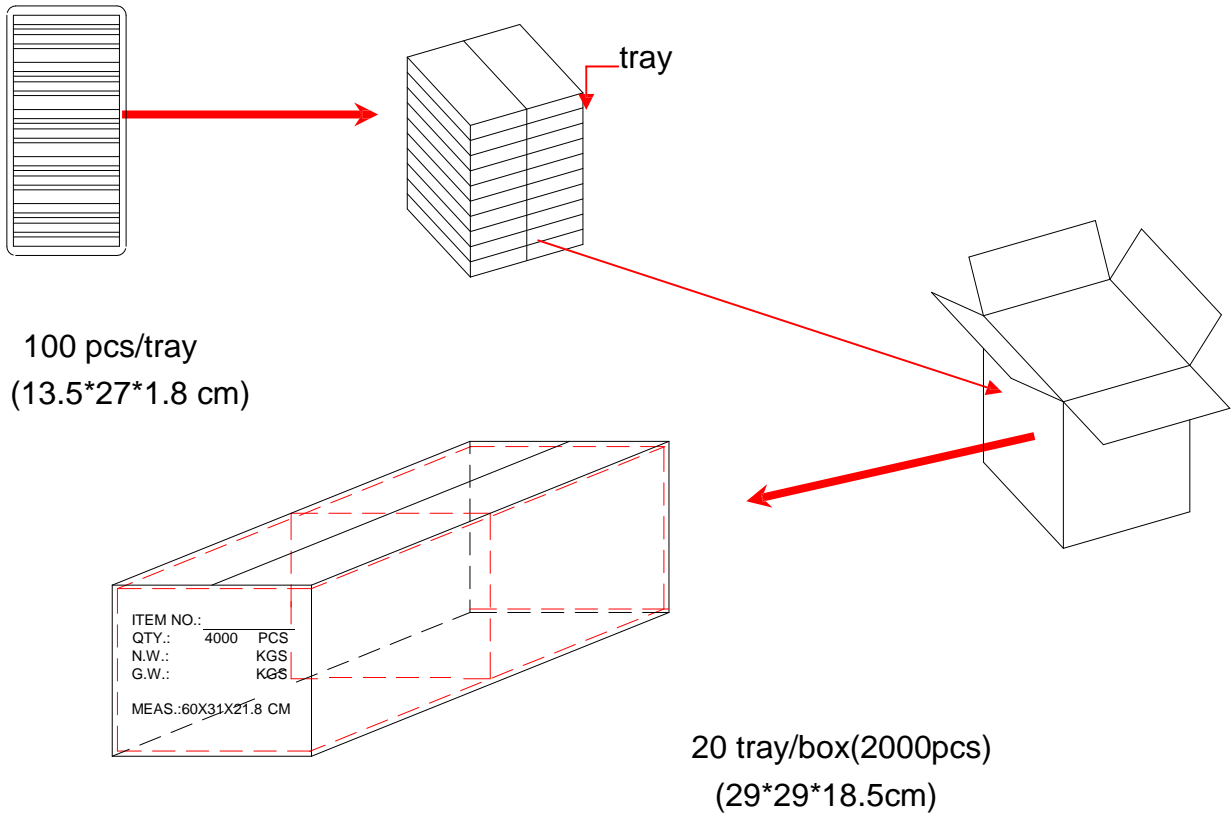 tray
100 pcs/tray
(13.5*27*1.8 cm)
ITEM NO.:
QTY.: 4000 PCS
N.W.: KGS
G.W.: KGS
MEAS.:60X31X21.8 CM
20 tray/box(2000pcs)
(29*29*18.5cm)